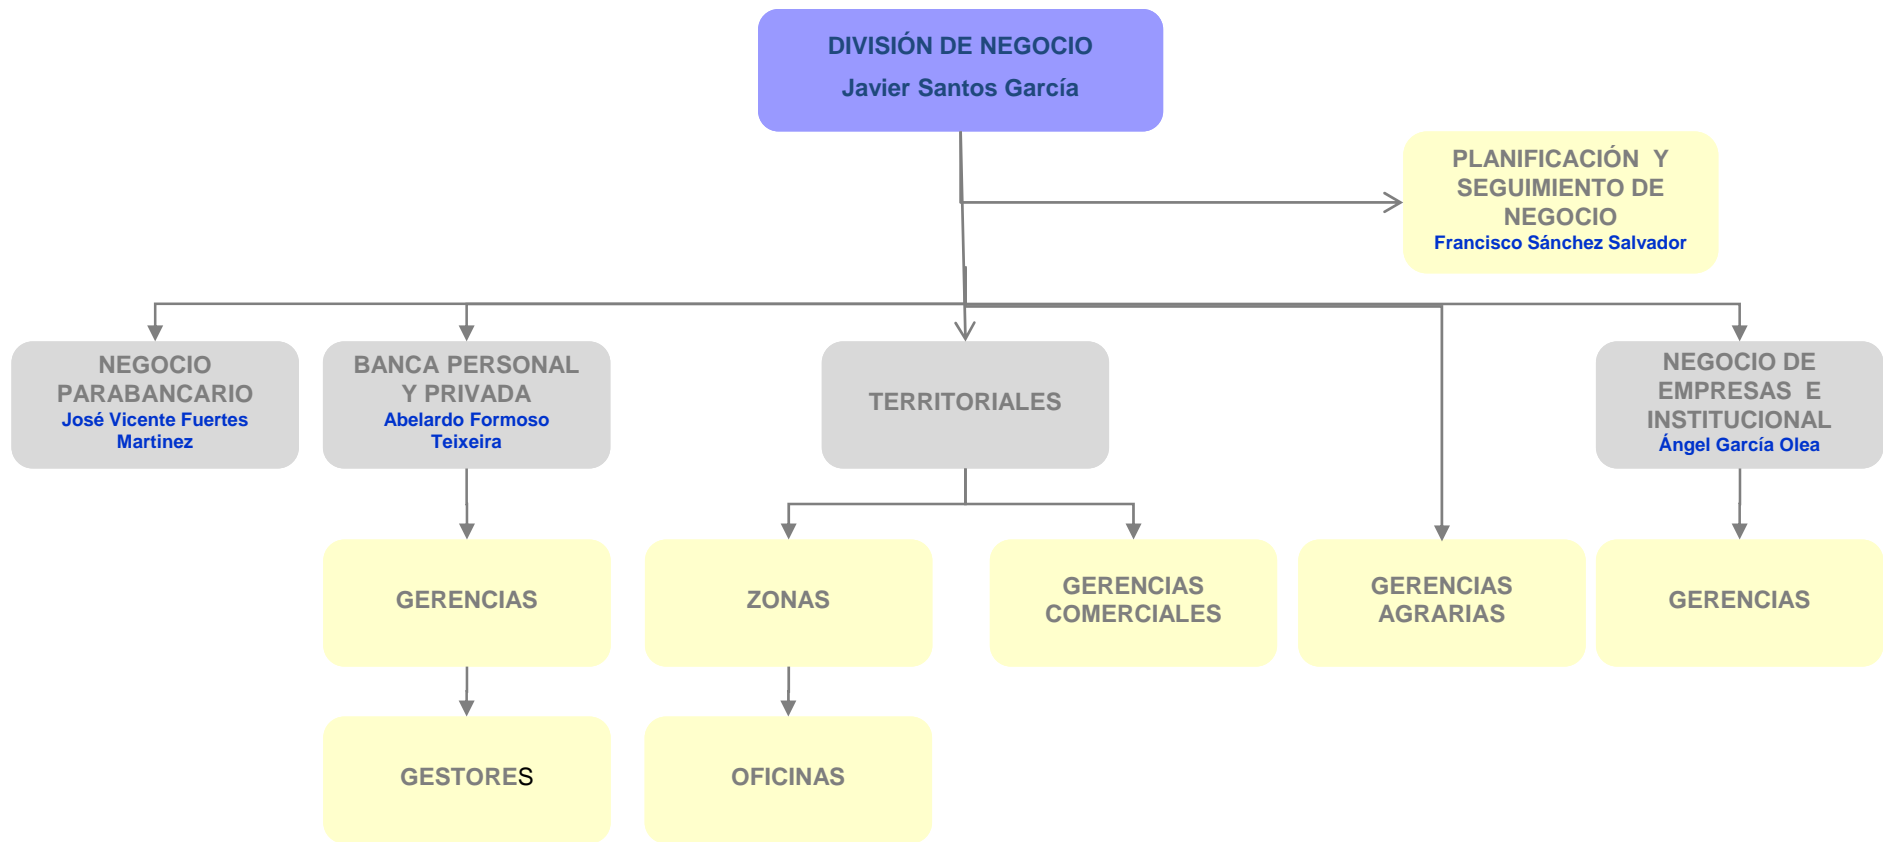 DIVISIÓN DE NEGOCIO
Javier Santos García
PLANIFICACIÓN Y
SEGUIMIENTO DE
NEGOCIO
Francisco Sánchez Salvador
NEGOCIO
PARABANCARIO
José Vicente Fuertes
Martinez
BANCA PERSONAL
Y PRIVADA
Abelardo Formoso
Teixeira
TERRITORIALES
NEGOCIO DE
EMPRESAS E
INSTITUCIONAL
Ángel García Olea
GERENCIAS
ZONAS
GERENCIAS
COMERCIALES
GERENCIAS
AGRARIAS
GERENCIAS
GESTORES
OFICINAS